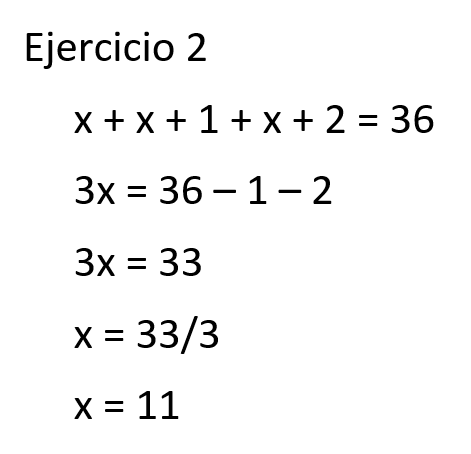 Ejercicio 2
x + x + 1 + x + 2 = 36
3x = 36 – 1 – 2
3x = 33
x = 33/3
x = 11